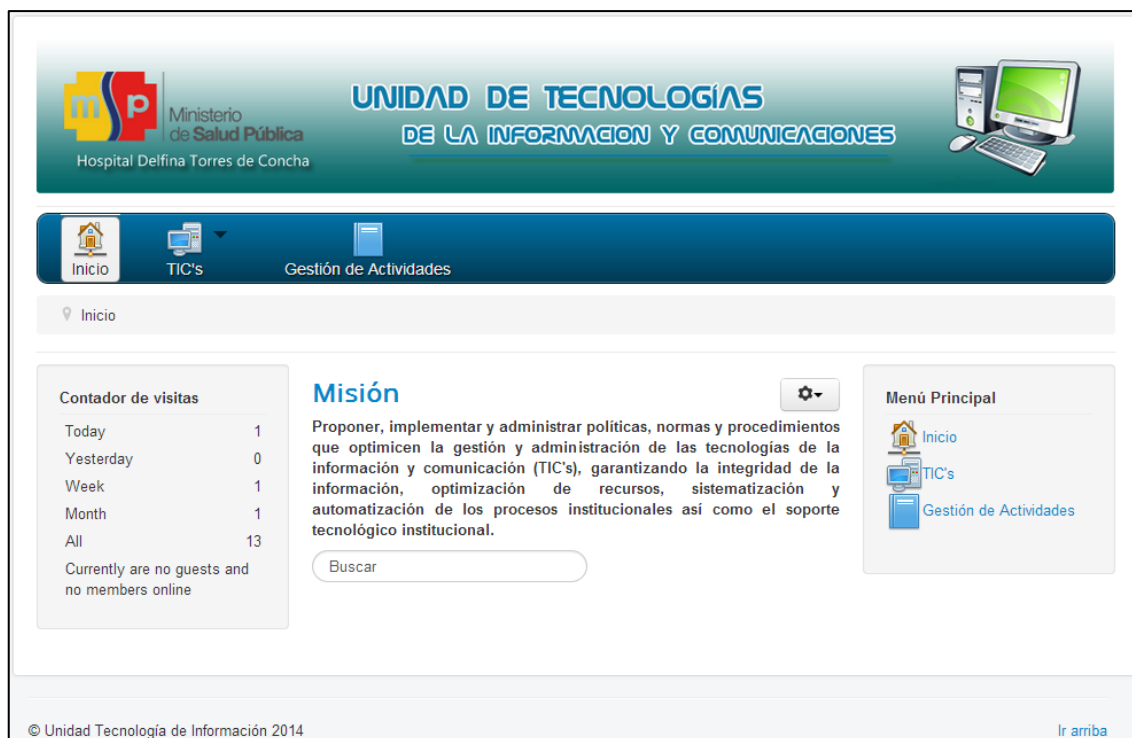 msp
Ministerio
de Salud Pública
Hospital Delfina Torres de Concha
UNIDAD DE TECNOLOGÍAS
DE LA INFORMACION Y COMUNICACIONES
Inicio
TIC's
Gestión de Actividades
Inicio
Contador de visitas
Today 1
Yesterday 0
Week 1
Month 1
All 13
Currently are no guests and
no members online
Misión
Proponer, implementar y administrar políticas, normas y procedimientos
que optimicen la gestión y administración de las tecnologías de la
información y comunicación (TIC's), garantizando la integridad de la
información, optimización de recursos, sistematización y
automatización de los procesos institucionales así como el soporte
tecnológico institucional.
Buscar
Menú Principal
Inicio
TIC's
Gestión de Actividades
© Unidad Tecnología de Información 2014
Ir arriba